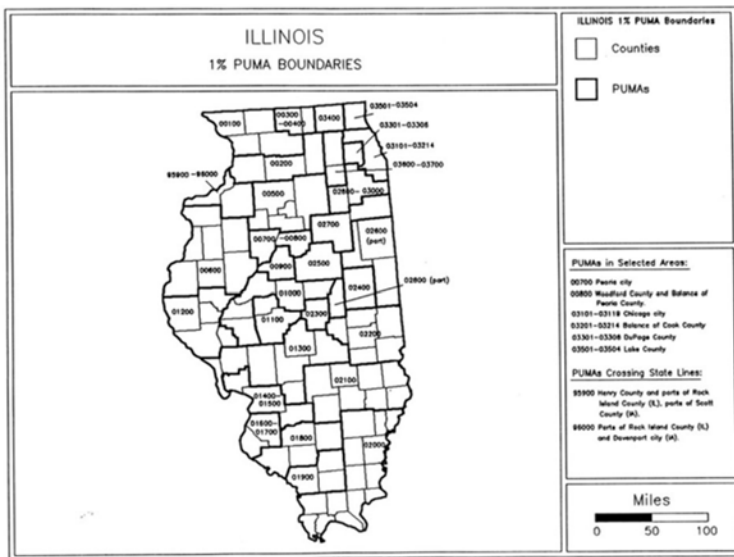 ILLINOIS
1% PUMA BOUNDARIES
ILLINOIS 1% PUMA Boundaries
Counties
PUMAs
03501-03504
00100
00300
-00400
03400
03301-03306
03101-03214
00200
03600-03700
95900-96000
00500
02800-03000
02700
02600
(part)
00700
-00800
00900
02500
00600
02400
02600 (part)
01000
01200
01100
02300
02200
01300
02100
01400-
01500
01600-
01700
01800
02000
01900
PUMAs in Selected Areas:
00700 Peoria city
00800 Woodford County and Balance of
Peoria County.
03101-03119 Chicago city
03201-03214 Balance of Cook County
03301-03306 DuPage County
03501-03504 Lake County
PUMAs Crossing State Lines:
95900 Henry County and parts of Rock
Island County (IL), parts of Scott
County (IA).
96000 Parts of Rock Island County (IL)
and Davenport city (IA).
Miles
0 50 100